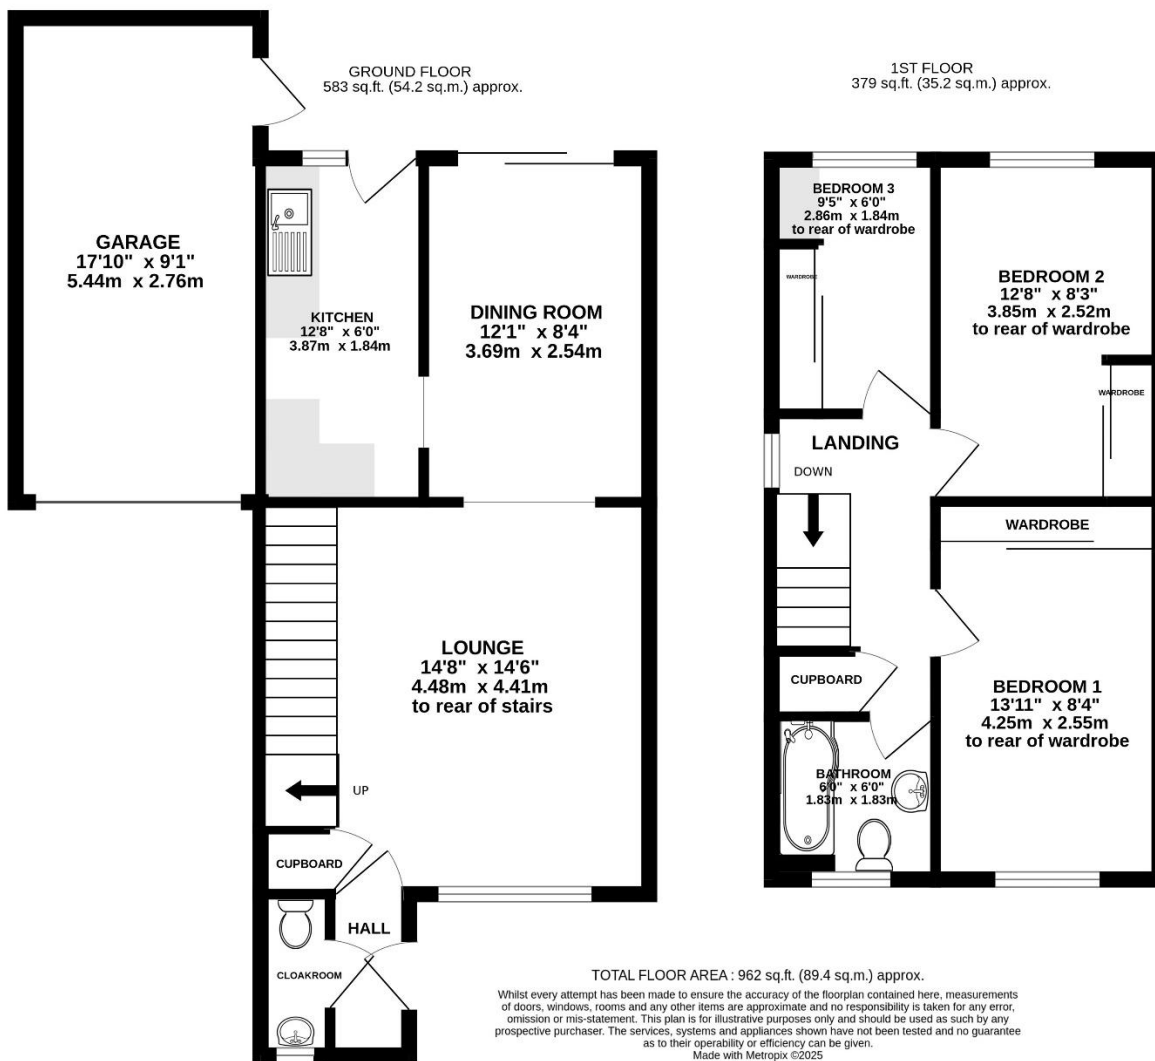 GROUND FLOOR
583 sq.ft. (54.2 sq.m.) approx.
GARAGE
17'10" x 9'1"
5.44m x 2.76m
KITCHEN
12'8" x 6'0"
3.87m x 1.84m
DINING ROOM
12'1" x 8'4"
3.69m x 2.54m
LOUNGE
14'8" x 14'6"
4.48m x 4.41m
to rear of stairs
UP
CUPBOARD
HALL
CLOAKROOM
1ST FLOOR
379 sq.ft. (35.2 sq.m.) approx.
BEDROOM 3
9'5" x 6'0"
2.86m x 1.84m
to rear of wardrobe
WARDROBE
BEDROOM 2
12'8" x 8'3"
3.85m x 2.52m
to rear of wardrobe
WARDROBE
LANDING
DOWN
WARDROBE
CUPBOARD
BEDROOM 1
13'11" x 8'4"
4.25m x 2.55m
to rear of wardrobe
BATHROOM
6'0" x 6'0"
1.83m x 1.83m
TOTAL FLOOR AREA : 962 sq.ft. (89.4 sq.m.) approx.
Whilst every attempt has been made to ensure the accuracy of the floorplan contained here, measurements
of doors, windows, rooms and any other items are approximate and no responsibility is taken for any error,
omission or mis-statement. This plan is for illustrative purposes only and should be used as such by any
prospective purchaser. The services, systems and appliances shown have not been tested and no guarantee
as to their operability or efficiency can be given.
Made with Metropix ©2025